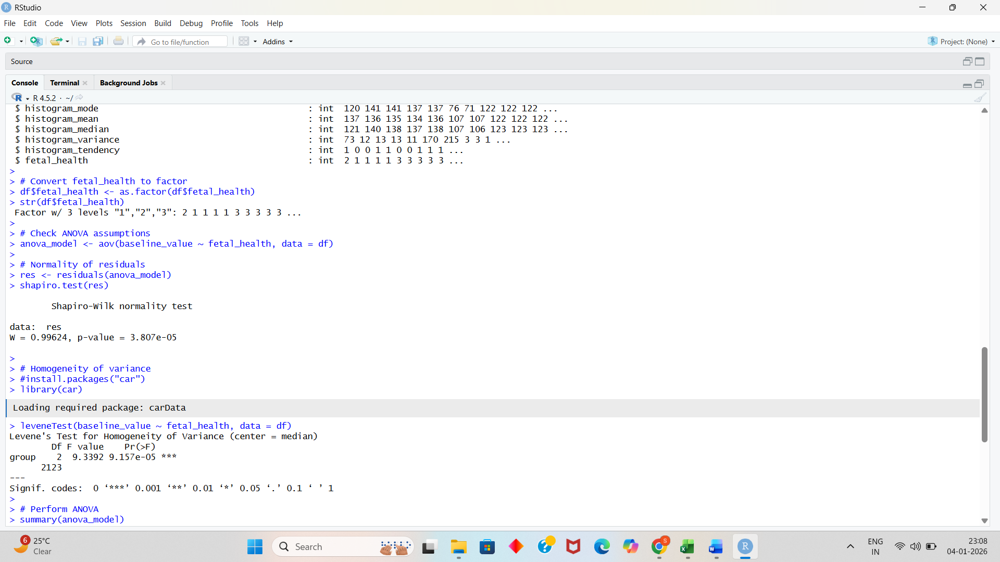 RStudio
File Edit Code View Plots Session Build Debug Profile Tools Help
Go to file/function
Addins
Project: (None)
Source
Console Terminal Background Jobs
R 4.5.2 · ~/
$ histogram_mode : int 120 141 141 137 137 76 71 122 122 122 ...
$ histogram_mean : int 137 136 135 134 136 107 107 122 122 122 ...
$ histogram_median : int 121 140 138 137 138 107 106 123 123 123 ...
$ histogram_variance : int 73 12 13 13 11 170 215 3 3 1 ...
$ histogram_tendency : int 1 0 0 1 1 0 0 1 1 1 ...
$ fetal_health : int 2 1 1 1 1 3 3 3 3 3 ...
>
> # Convert fetal_health to factor
> df$fetal_health <- as.factor(df$fetal_health)
> str(df$fetal_health)
Factor w/ 3 levels "1","2","3": 2 1 1 1 1 3 3 3 3 3 ...
>
> # Check ANOVA assumptions
> anova_model <- aov(baseline_value ~ fetal_health, data = df)
>
> # Normality of residuals
> res <- residuals(anova_model)
> shapiro.test(res)
Shapiro-Wilk normality test
data: res
W = 0.99624, p-value = 3.807e-05
>
> # Homogeneity of variance
> #install.packages("car")
> library(car)
Loading required package: carData
> leveneTest(baseline_value ~ fetal_health, data = df)
Levene's Test for Homogeneity of Variance (center = median)
Df F value Pr(>F)
group 2 9.3392 9.157e-05 ***
2123
---
Signif. codes: 0 ‘***’ 0.001 ‘**’ 0.01 ‘*’ 0.05 ‘.’ 0.1 ‘ ’ 1
>
> # Perform ANOVA
> summary(anova_model)
6
25°C
Clear
Search
S
ENG
IN
23:08
04-01-2026